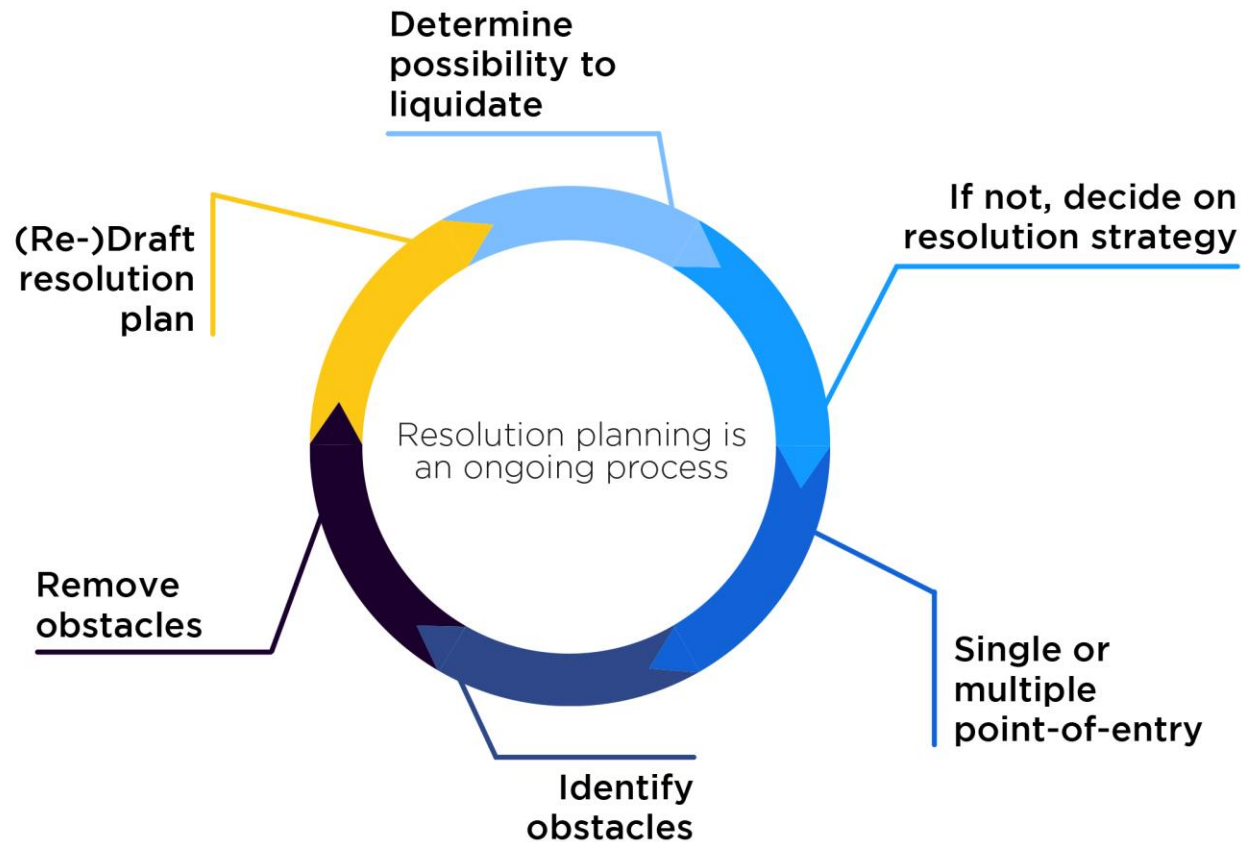 Determine
possibility to
liquidate
If not, decide on
resolution strategy
(Re-)Draft
resolution
plan
Resolution planning is
an ongoing process
Remove
obstacles
Single or
multiple
point-of-entry
Identify
obstacles